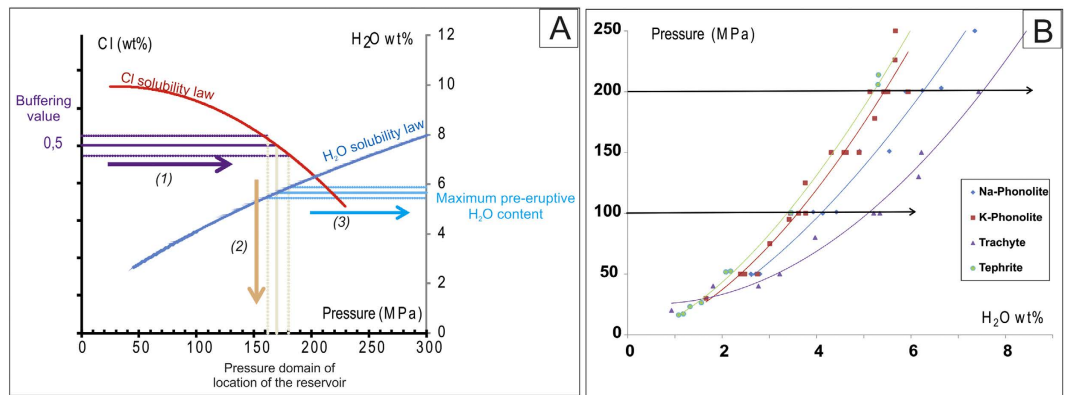 A
Cl (wt%)
H2O wt%
12
10
8
6
4
2
0
Cl solubility law
Buffering
value
0,5
H2O solubility law
(1)
(2)
(3)
Maximum pre-eruptive
H2O content
Pressure (MPa)
0
50
100
150
200
250
300
Pressure domain of
location of the reservoir
B
Pressure (MPa)
250
200
150
100
50
0
Na-Phonolite
K-Phonolite
Trachyte
Tephrite
H2O wt%
0
2
4
6
8